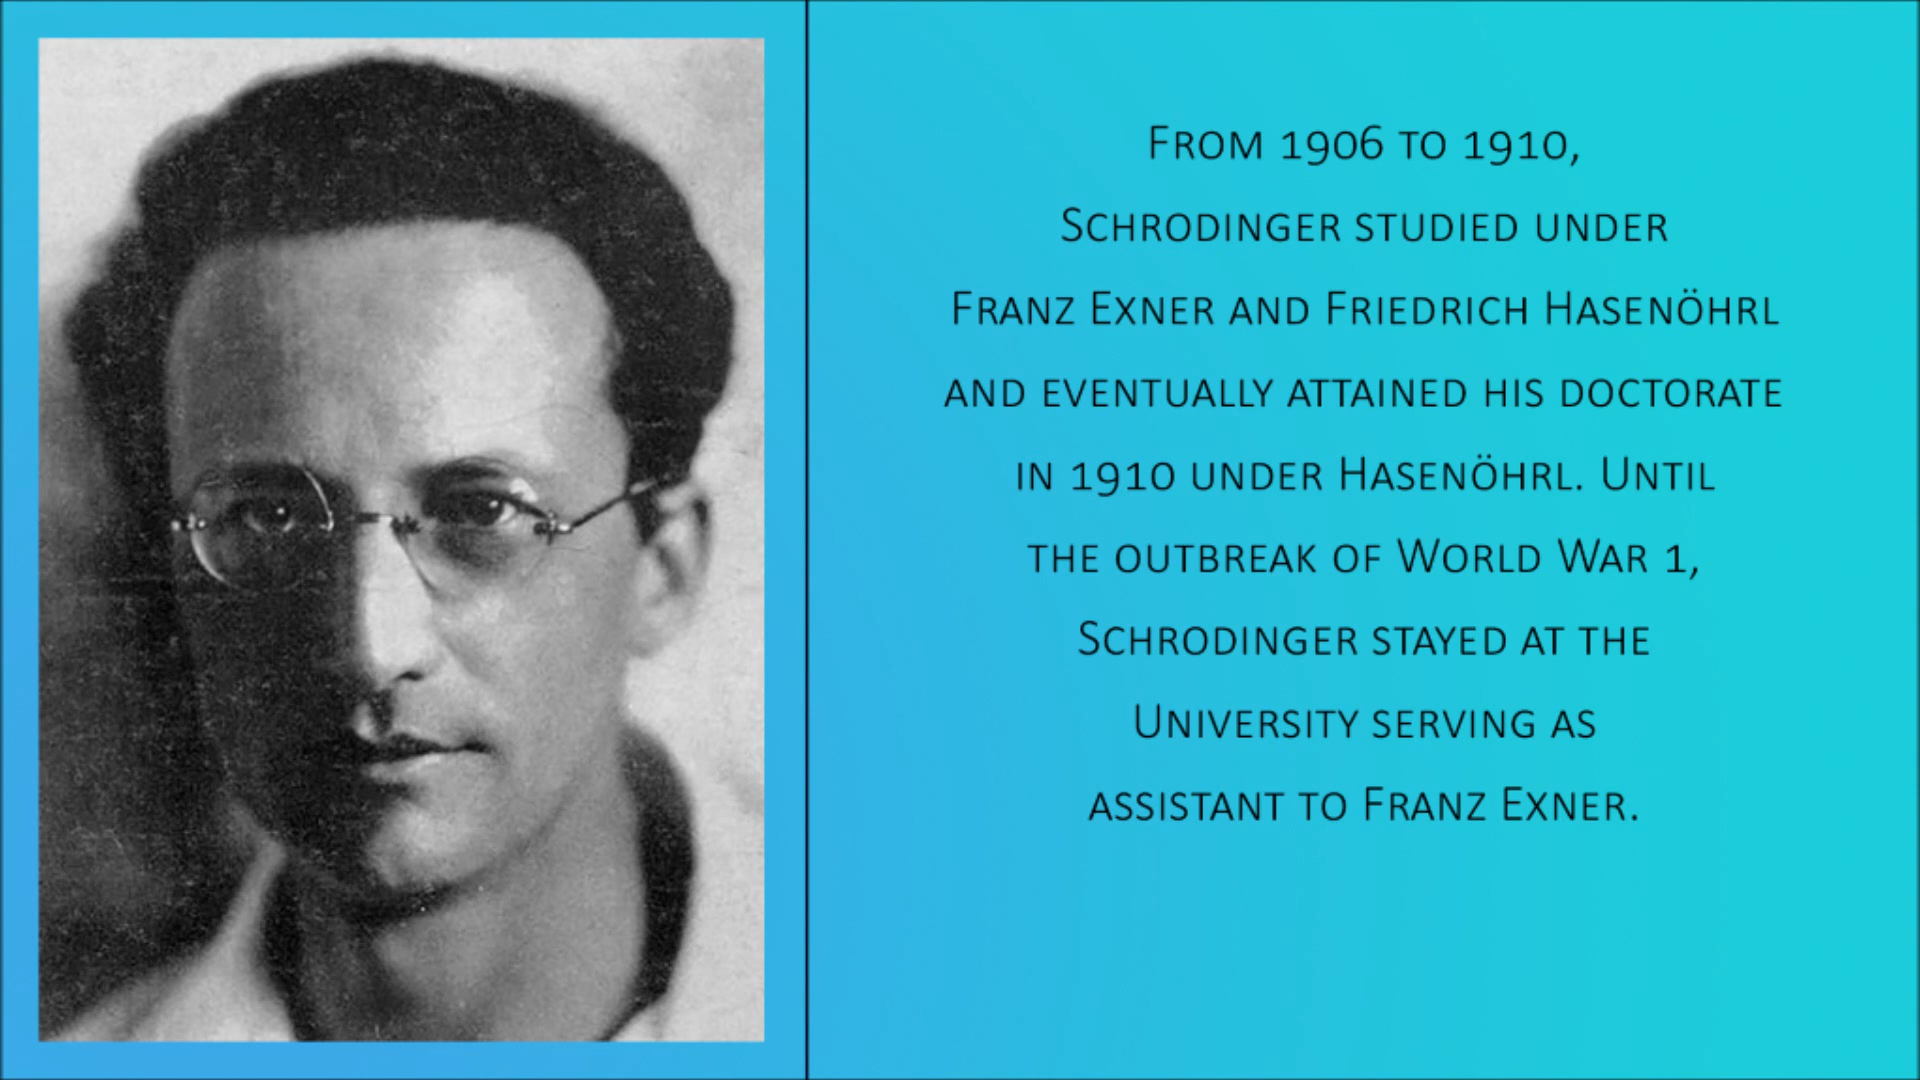 From 1906 to 1910,
Schrodinger studied under
Franz Exner and Friedrich Hasenöhrl
and eventually attained his doctorate
in 1910 under Hasenöhrl. Until
the outbreak of World War 1,
Schrodinger stayed at the
University serving as
assistant to Franz Exner.